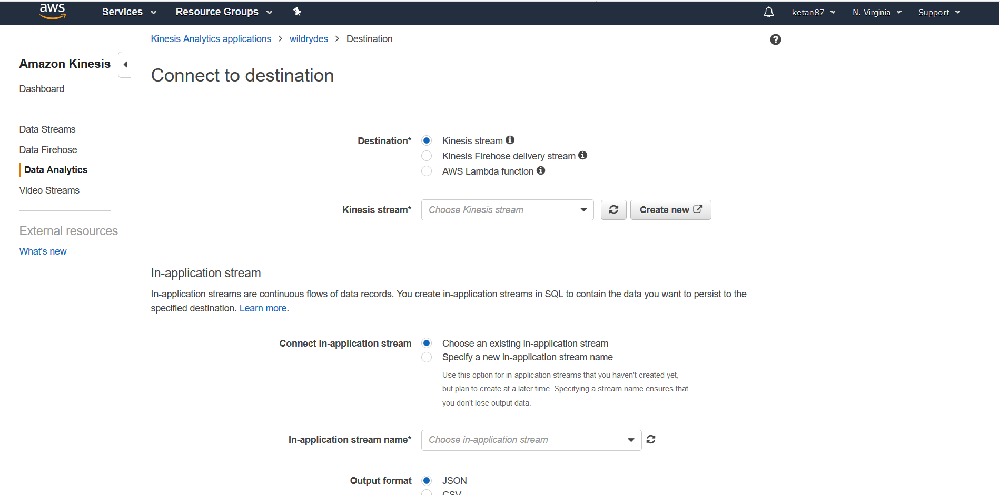 aws Services Resource Groups ketan87 N. Virginia Support
Kinesis Analytics applications > wildrydes > Destination
Amazon Kinesis
Dashboard
Data Streams
Data Firehose
Data Analytics
Video Streams
External resources
What's new
Connect to destination
Destination* Kinesis stream
Kinesis Firehose delivery stream
AWS Lambda function
Kinesis stream* Choose Kinesis stream Create new
In-application stream
In-application streams are continuous flows of data records. You create in-application streams in SQL to contain the data you want to persist to the
specified destination. Learn more.
Connect in-application stream Choose an existing in-application stream
Specify a new in-application stream name
Use this option for in-application streams that you haven't created yet,
but plan to create at a later time. Specifying a stream name ensures that
you don't lose output data.
In-application stream name* Choose in-application stream
Output format JSON
CSV